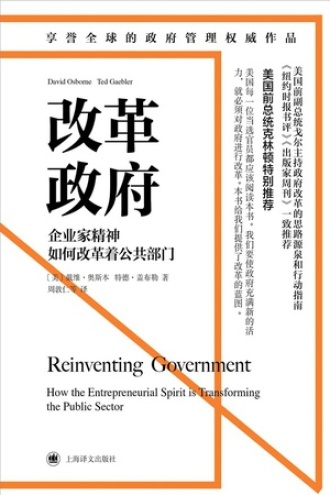 享誉全球的政府管理权威作品
David Osborne Ted Gaebler
改革
政府
企业家精神
如何改革着公共部门
[美] 戴维·奥斯本 特德·盖布勒 著
周敦仁等 译
美国前副总统戈尔主持政府改革的思路源泉和行动指南
《纽约时报书评》《出版家周刊》一致推荐
美国前总统克林顿特别推荐
美国每一位当选官员都应该阅读本书。我们要使政府充满新的活
力,就必须对政府进行改革。本书给我们提供了改革的蓝图。
Reinventing Government
How the Entrepreneurial Spirit is Transforming
the Public Sector
上海译文出版社